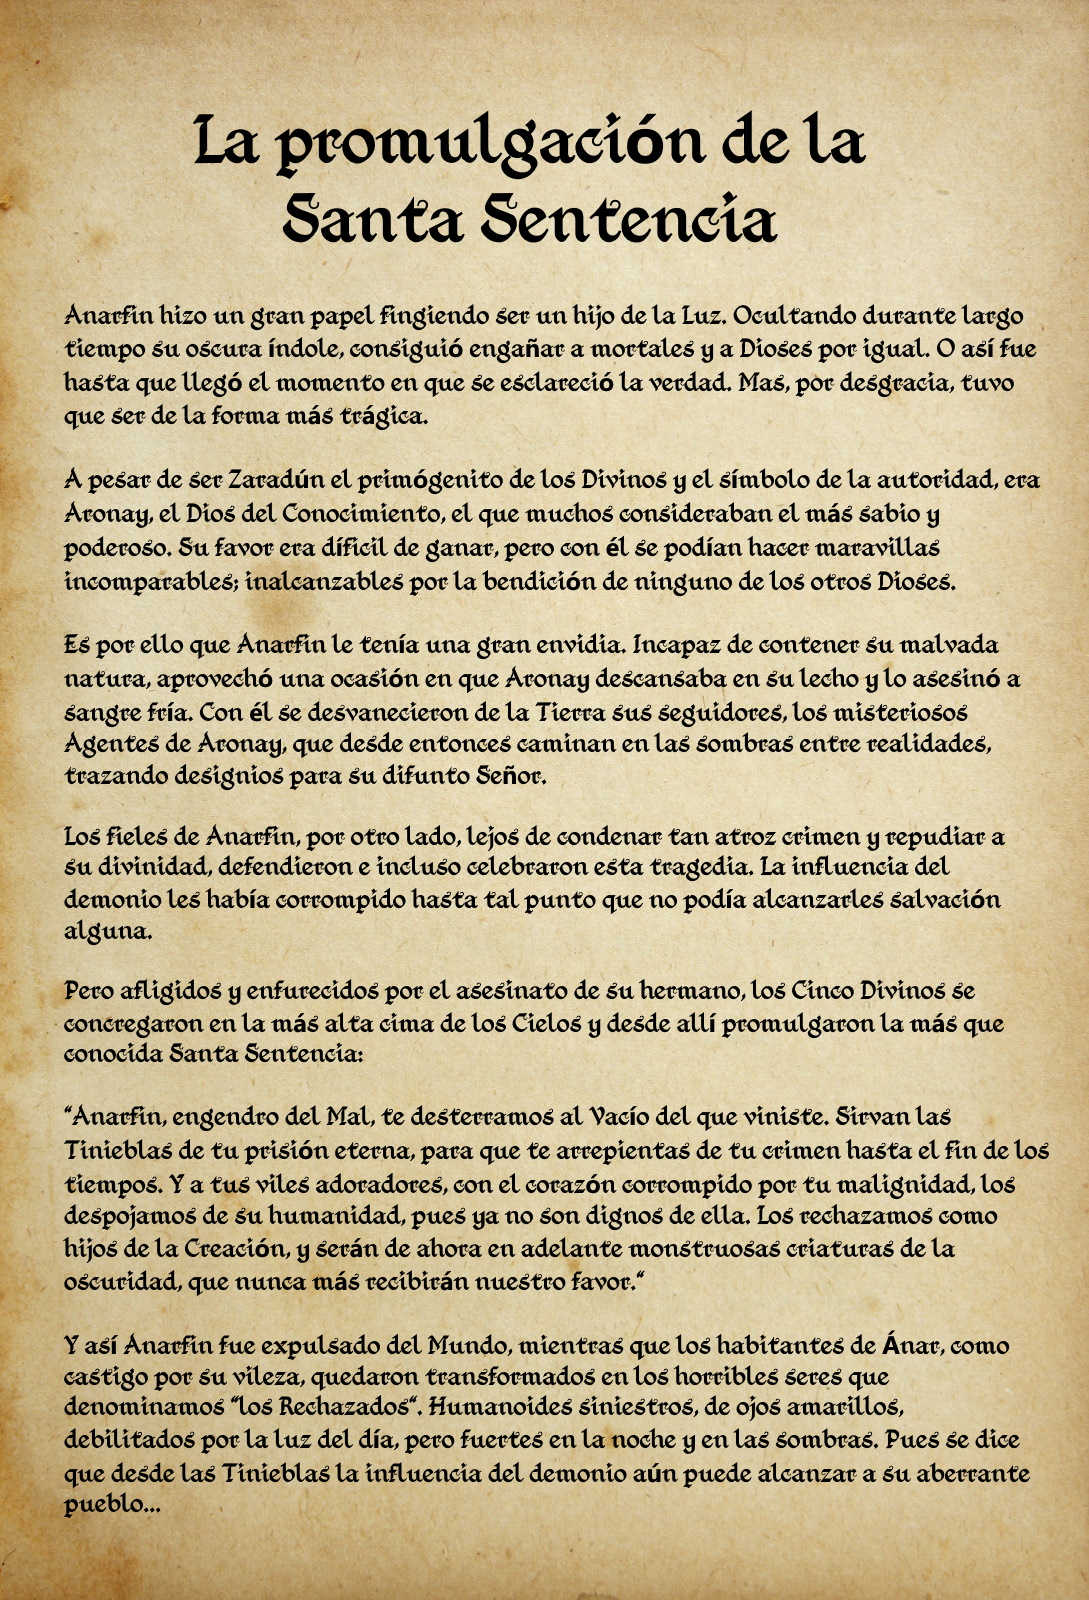 La promulgación de la
Santa Sentencia
Anarfin hizo un gran papel fingiendo ser un hijo de la Luz. Ocultando durante largo
tiempo su oscura índole, consiguió engañar a mortales y a Dioses por igual. O así fue
hasta que llegó el momento en que se esclareció la verdad. Mas, por desgracia, tuvo
que ser de la forma más trágica.
A pesar de ser Zaradún el primógenito de los Divinos y el símbolo de la autoridad, era
Aronay, el Dios del Conocimiento, el que muchos consideraban el más sabio y
poderoso. Su favor era díficil de ganar, pero con él se podían hacer maravillas
incomparables; inalcanzables por la bendición de ninguno de los otros Dioses.
Es por ello que Anarfin le tenía una gran envidia. Incapaz de contener su malvada
natura, aprovechó una ocasión en que Aronay descansaba en su lecho y lo asesinó a
sangre fría. Con él se desvanecieron de la Tierra sus seguidores, los misteriosos
Agentes de Aronay, que desde entonces caminan en las sombras entre realidades,
trazando designios para su difunto Señor.
Los fieles de Anarfin, por otro lado, lejos de condenar tan atroz crimen y repudiar a
su divinidad, defendieron e incluso celebraron esta tragedia. La influencia del
demonio les había corrompido hasta tal punto que no podía alcanzarles salvación
alguna.
Pero afligidos y enfurecidos por el asesinato de su hermano, los Cinco Divinos se
concregaron en la más alta cima de los Cielos y desde allí promulgaron la más que
conocida Santa Sentencia:
“Anarfin, engendro del Mal, te desterramos al Vacío del que viniste. Sirvan las
Tinieblas de tu prisión eterna, para que te arrepientas de tu crimen hasta el fin de los
tiempos. Y a tus viles adoradores, con el corazón corrompido por tu malignidad, los
despojamos de su humanidad, pues ya no son dignos de ella. Los rechazamos como
hijos de la Creación, y serán de ahora en adelante monstruosas criaturas de la
oscuridad, que nunca más recibirán nuestro favor.“
Y así Anarfin fue expulsado del Mundo, mientras que los habitantes de Ánar, como
castigo por su vileza, quedaron transformados en los horribles seres que
denominamos “los Rechazados“. Humanoides siniestros, de ojos amarillos,
debilitados por la luz del día, pero fuertes en la noche y en las sombras. Pues se dice
que desde las Tinieblas la influencia del demonio aún puede alcanzar a su aberrante
pueblo...